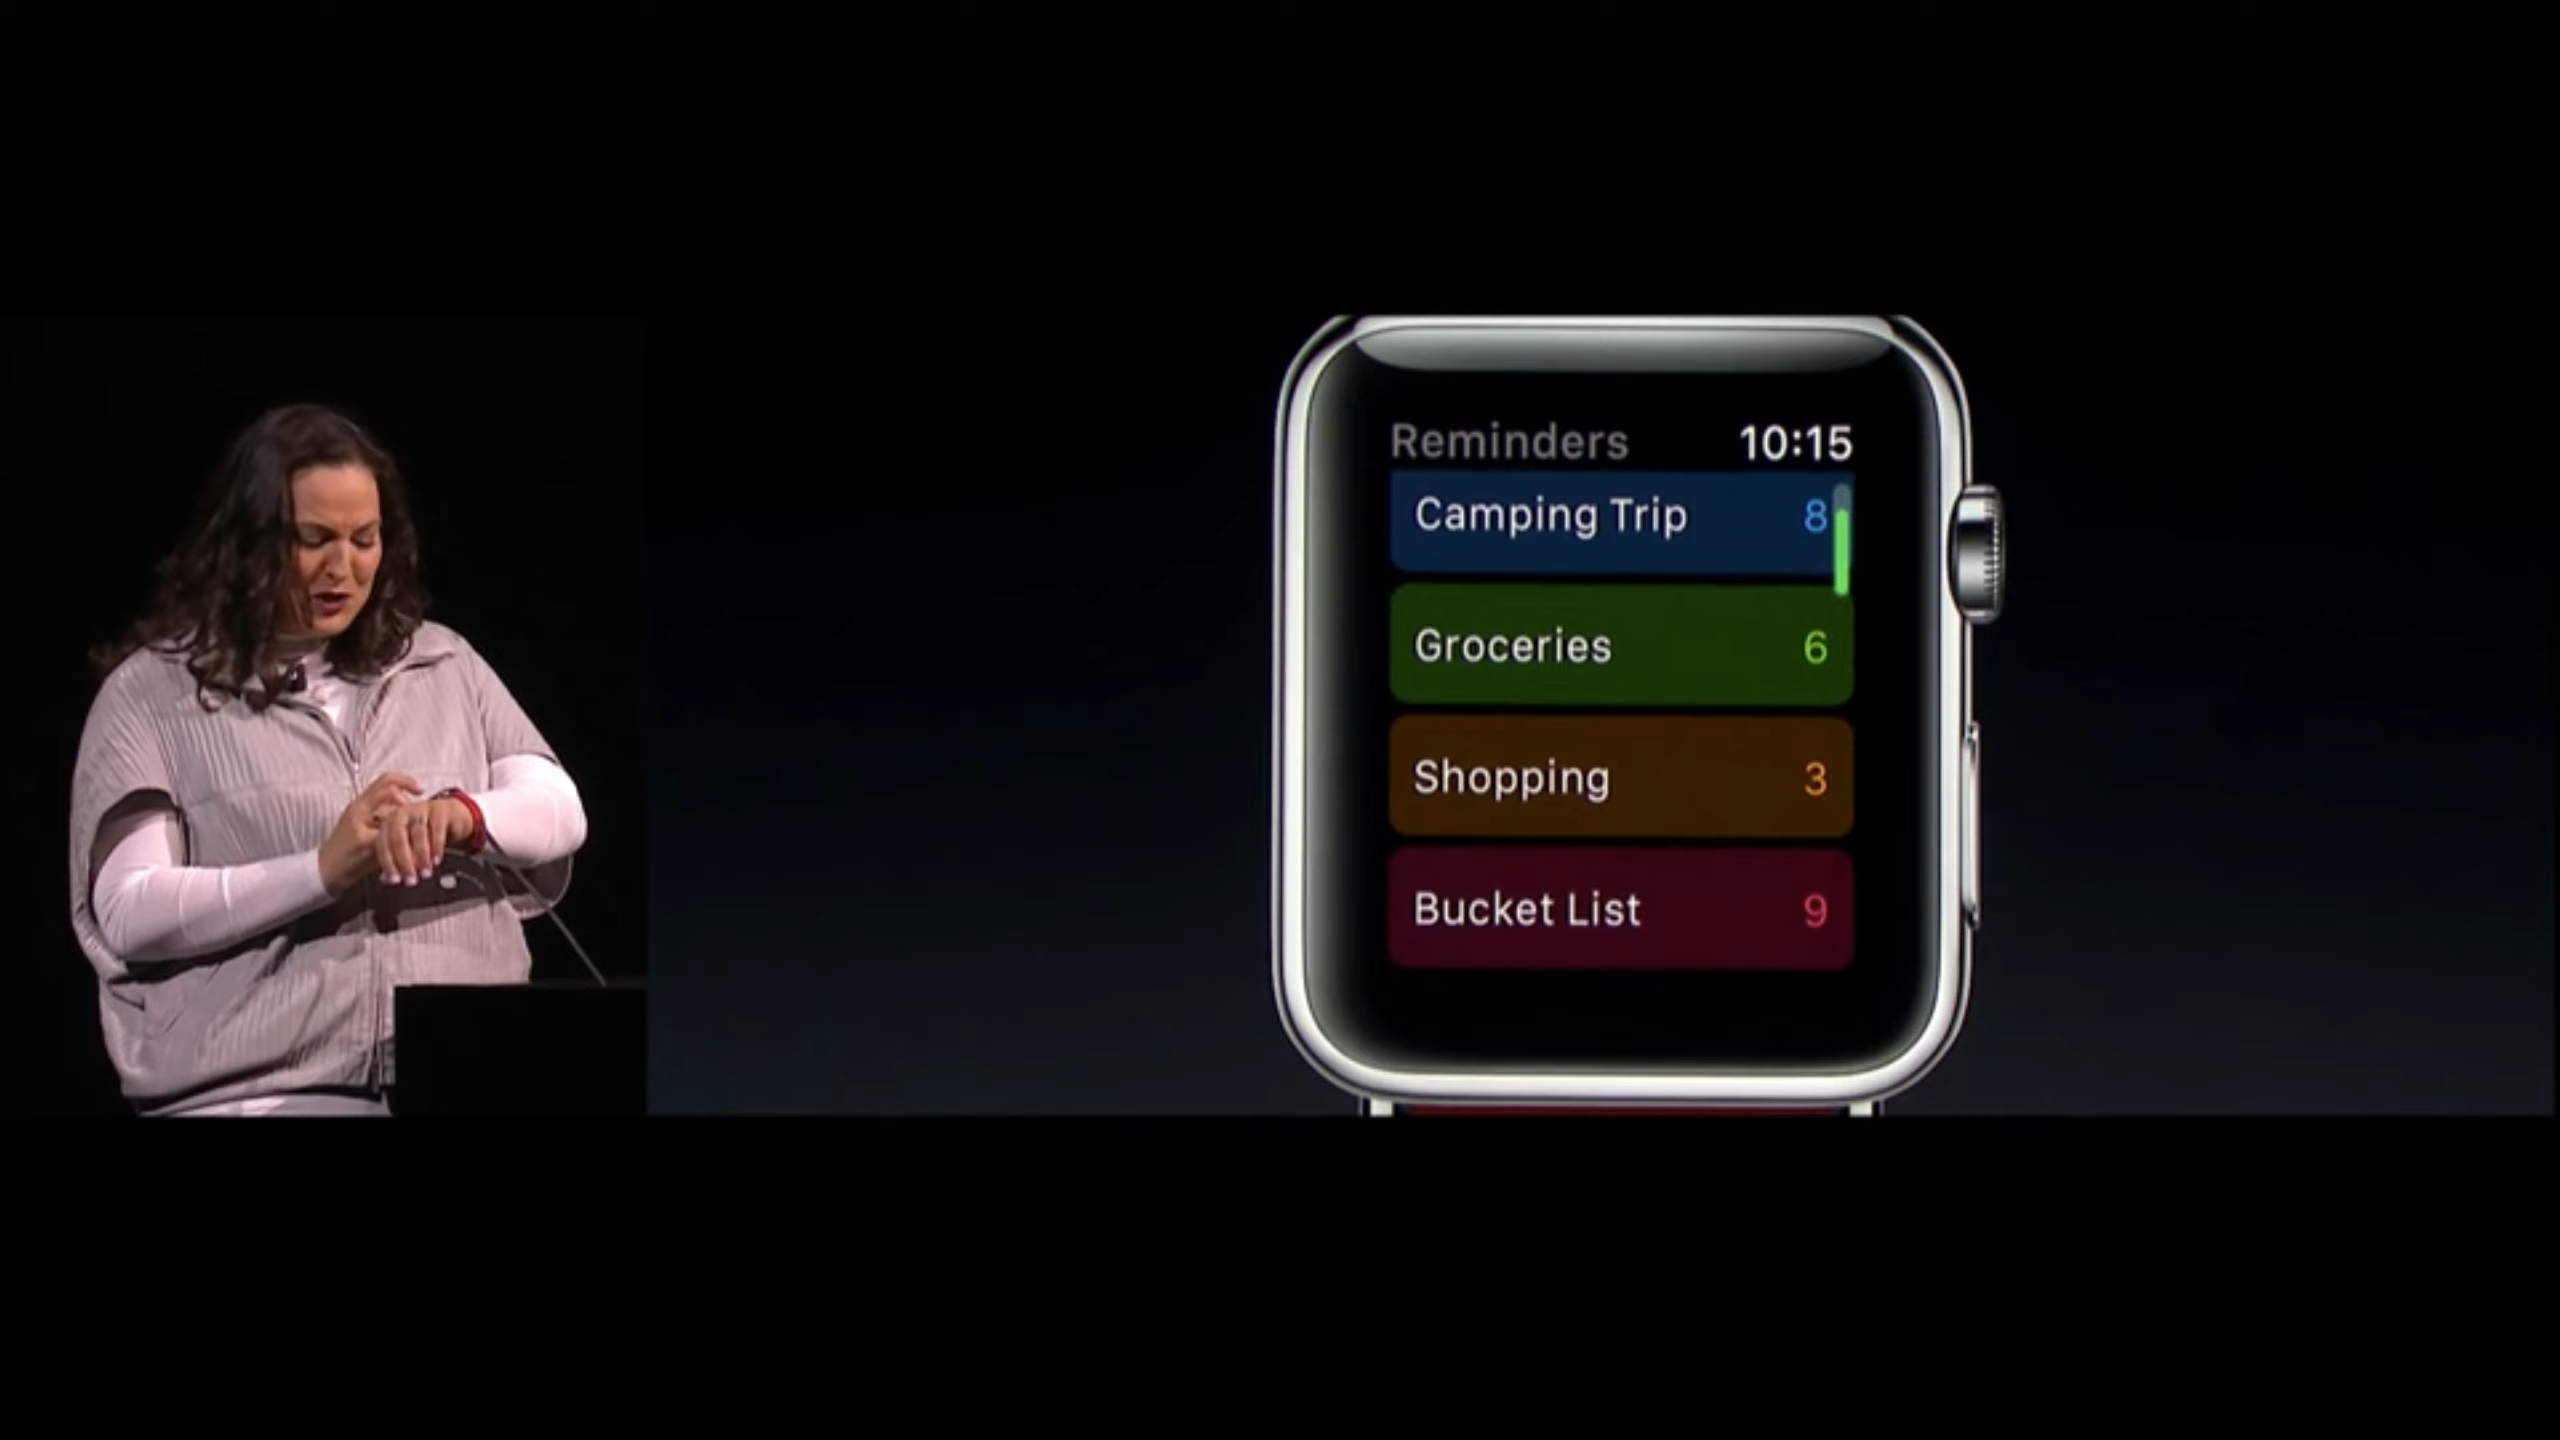 Reminders 10:15
Camping Trip 8
Groceries 6
Shopping 3
Bucket List 9